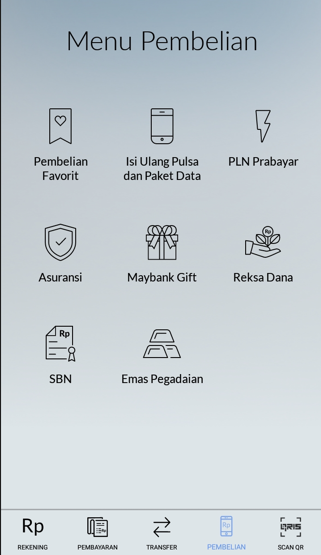 Menu Pembelian
Pembelian
Favorit
Isi Ulang Pulsa
dan Paket Data
PLN Prabayar
Asuransi
Maybank Gift
Rp
Reksa Dana
Rp
SBN
Emas Pegadaian
Rp
REKENING
PEMBAYARAN
TRANSFER
Rp
PEMBELIAN
QRIS
SCAN QR